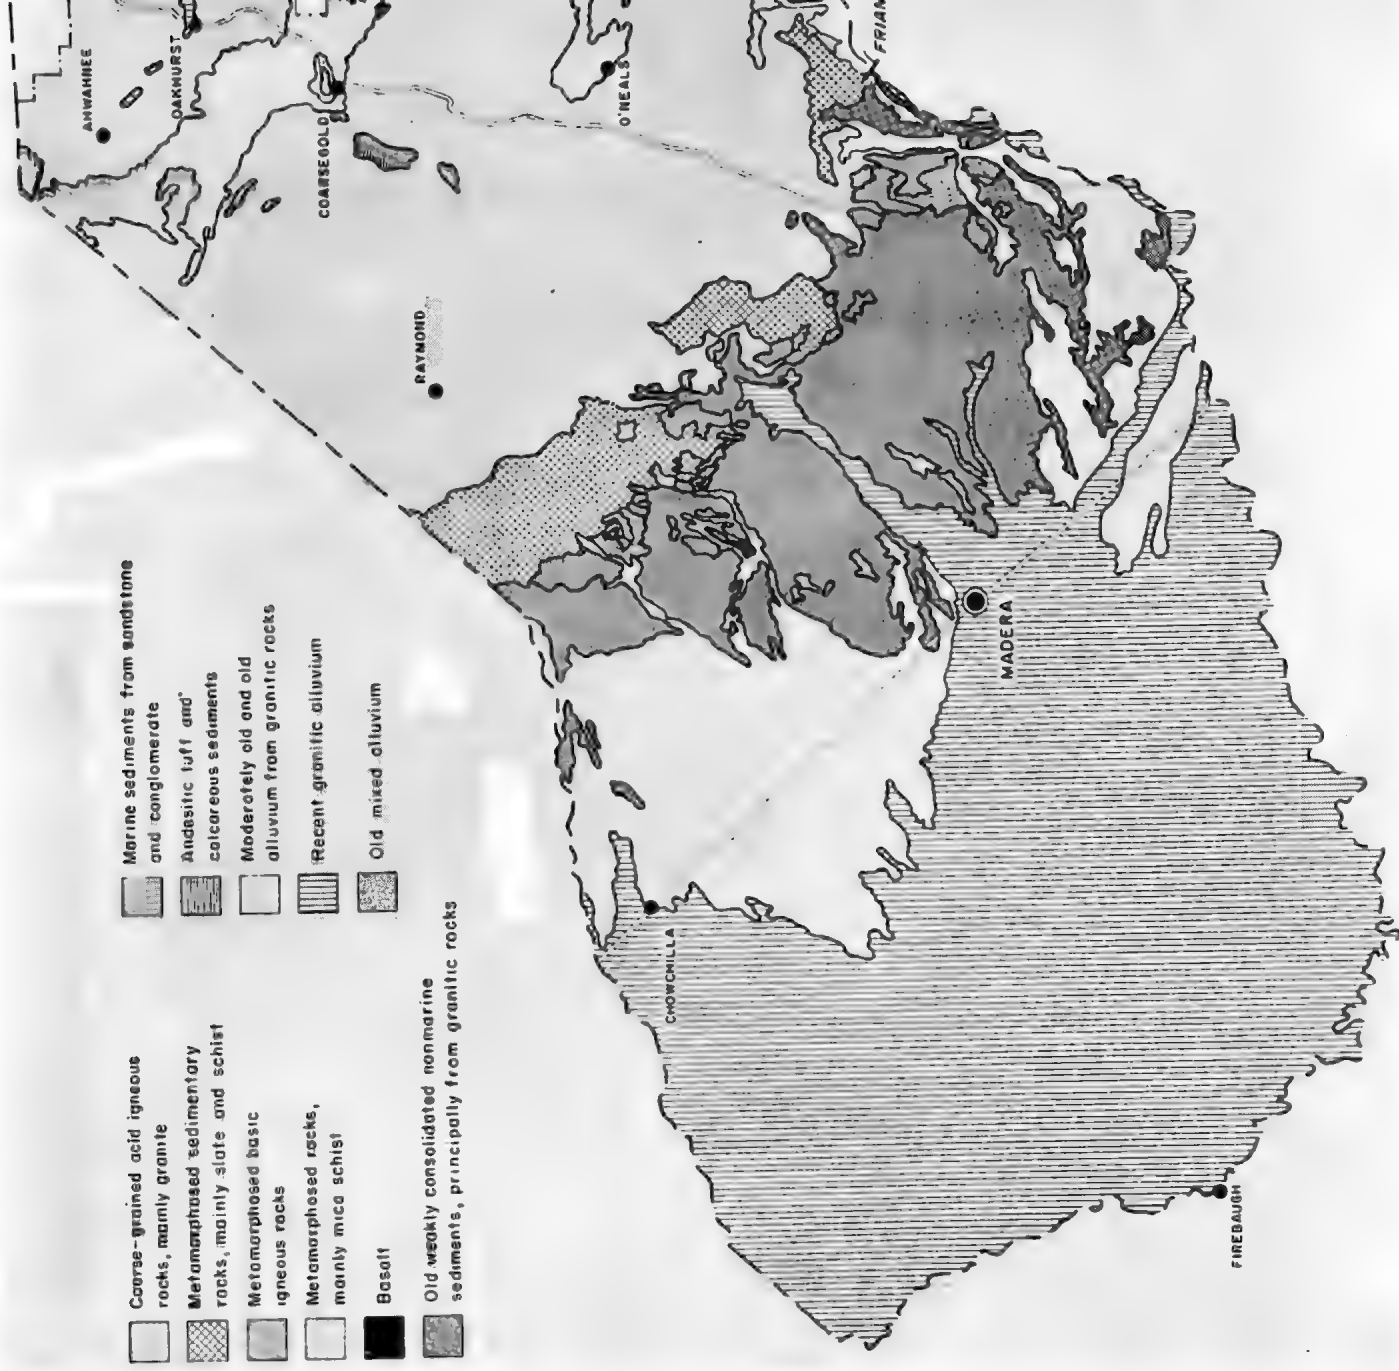 Coarse-grained acid igneous
rocks, mainly granite
Metamorphosed sedimentary
rocks, mainly slate and schist
Metamorphosed basic
igneous rocks
Metamorphosed rocks,
mainly mica schist
Basalt
Old weakly consolidated nonmarine
sediments, principally from granitic rocks
Marine sediments from sandstone
and conglomerate
Andesitic tuff and
calcareous sediments
Moderately old and old
alluvium from granitic rocks
Recent granitic alluvium
Old mixed alluvium
AHWAHNEE
OAKHURST
COARSEGOLD
O'NEALS
FRIAN
RAYMOND
MADERA
CHOWCHILLA
FIREBAUGH